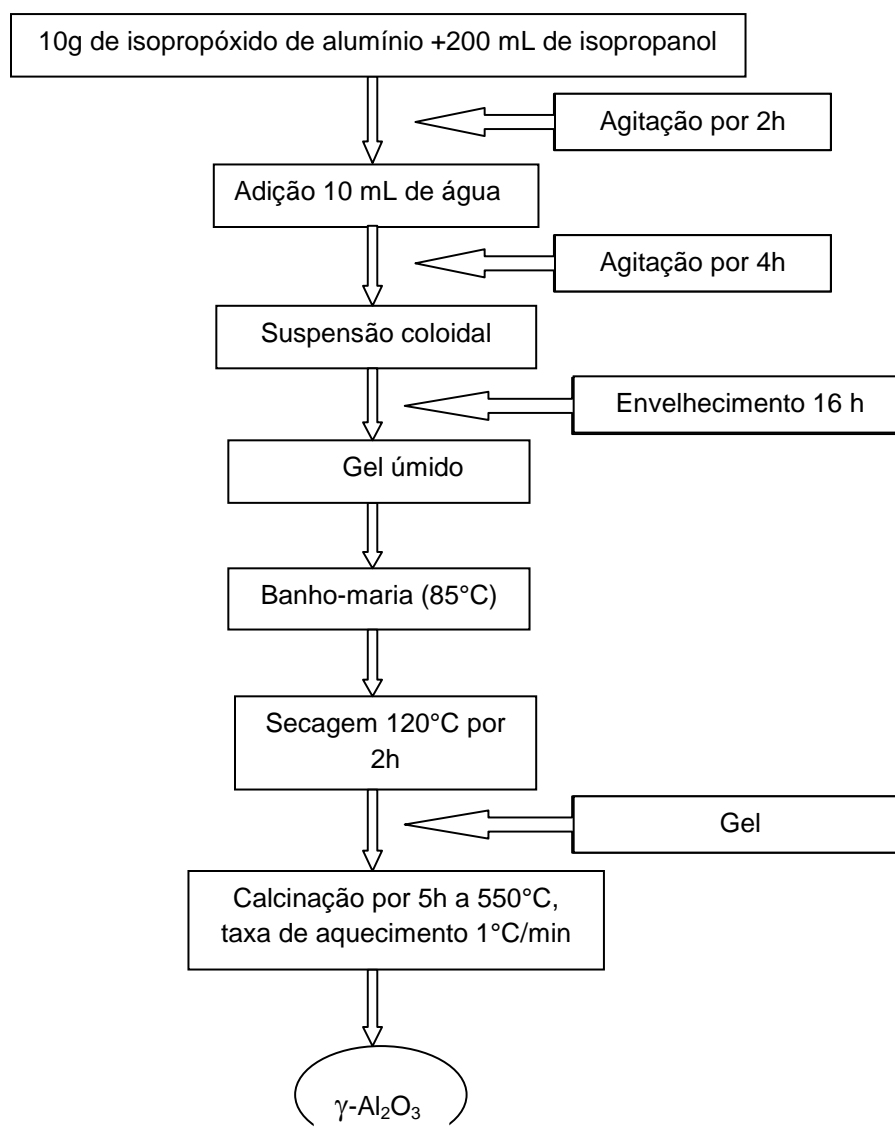 10g de isopropóxido de alumínio +200 mL de isopropanol
Agitação por 2h
Adição 10 mL de água
Agitação por 4h
Suspensão coloidal
Envelhecimento 16 h
Gel úmido
Banho-maria (85°C)
Secagem 120°C por
2h
Gel
Calcinação por 5h a 550°C,
taxa de aquecimento 1°C/min
γ-Al₂O₃